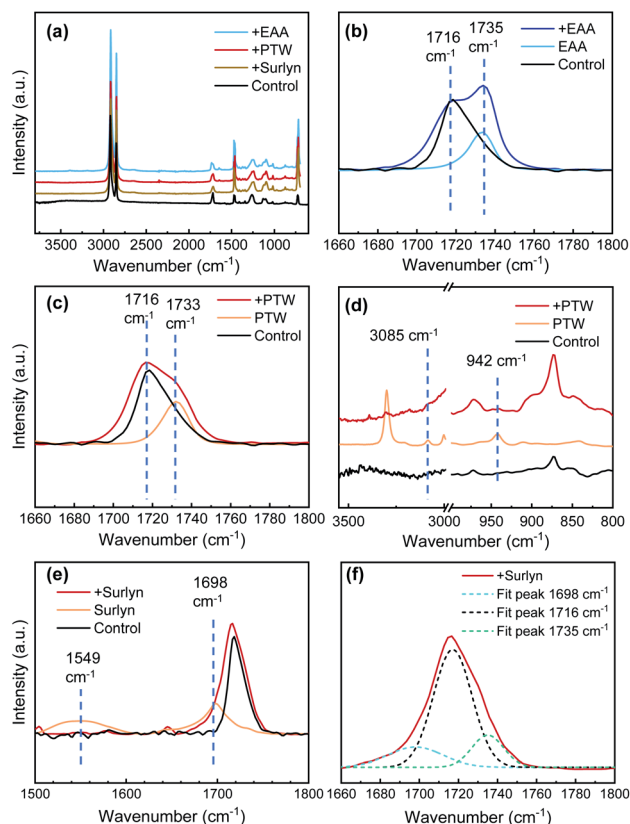 (a)
+EAA
+PTW
+Surlyn
Control
Intensity (a.u.)
3500 3000 2500 2000 1500 1000
Wavenumber (cm-1)
(b)
1716
cm-1
1735
cm-1
+EAA
EAA
Control
Intensity (a.u.)
1660 1680 1700 1720 1740 1760 1780 1800
Wavenumber (cm-1)
(c)
1716
cm-1
1733
cm-1
+PTW
PTW
Control
Intensity (a.u.)
1660 1680 1700 1720 1740 1760 1780 1800
Wavenumber (cm-1)
(d)
+PTW
PTW
Control
3085 cm-1
942 cm-1
Intensity (a.u.)
3500 3000 950 900 850 800
Wavenumber (cm-1)
(e)
+Surlyn
Surlyn
Control
1698
cm-1
1549
cm-1
Intensity (a.u.)
1500 1600 1700 1800
Wavenumber (cm-1)
(f)
+Surlyn
Fit peak 1698 cm-1
Fit peak 1716 cm-1
Fit peak 1735 cm-1
Intensity (a.u.)
1660 1680 1700 1720 1740 1760 1780 1800
Wavenumber (cm-1)